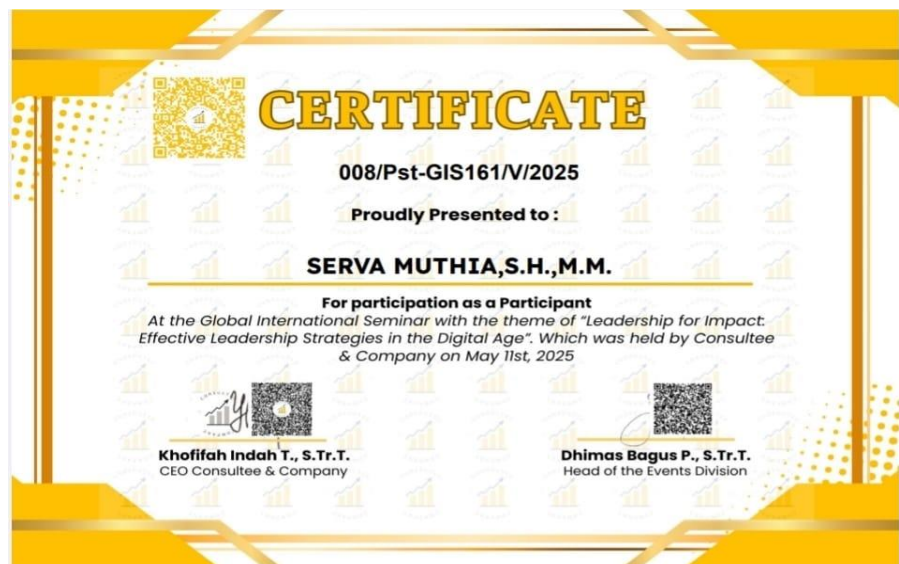 CERTIFICATE
008/Pst-GIS161/V/2025
Proudly Presented to :
SERVA MUTHIA,S.H.,M.M.
For participation as a Participant
At the Global International Seminar with the theme of “Leadership for Impact:
Effective Leadership Strategies in the Digital Age”. Which was held by Consultee
& Company on May 11st, 2025
Khofifah Indah T., S.Tr.T.
CEO Consultee & Company
Dhimas Bagus P., S.Tr.T.
Head of the Events Division